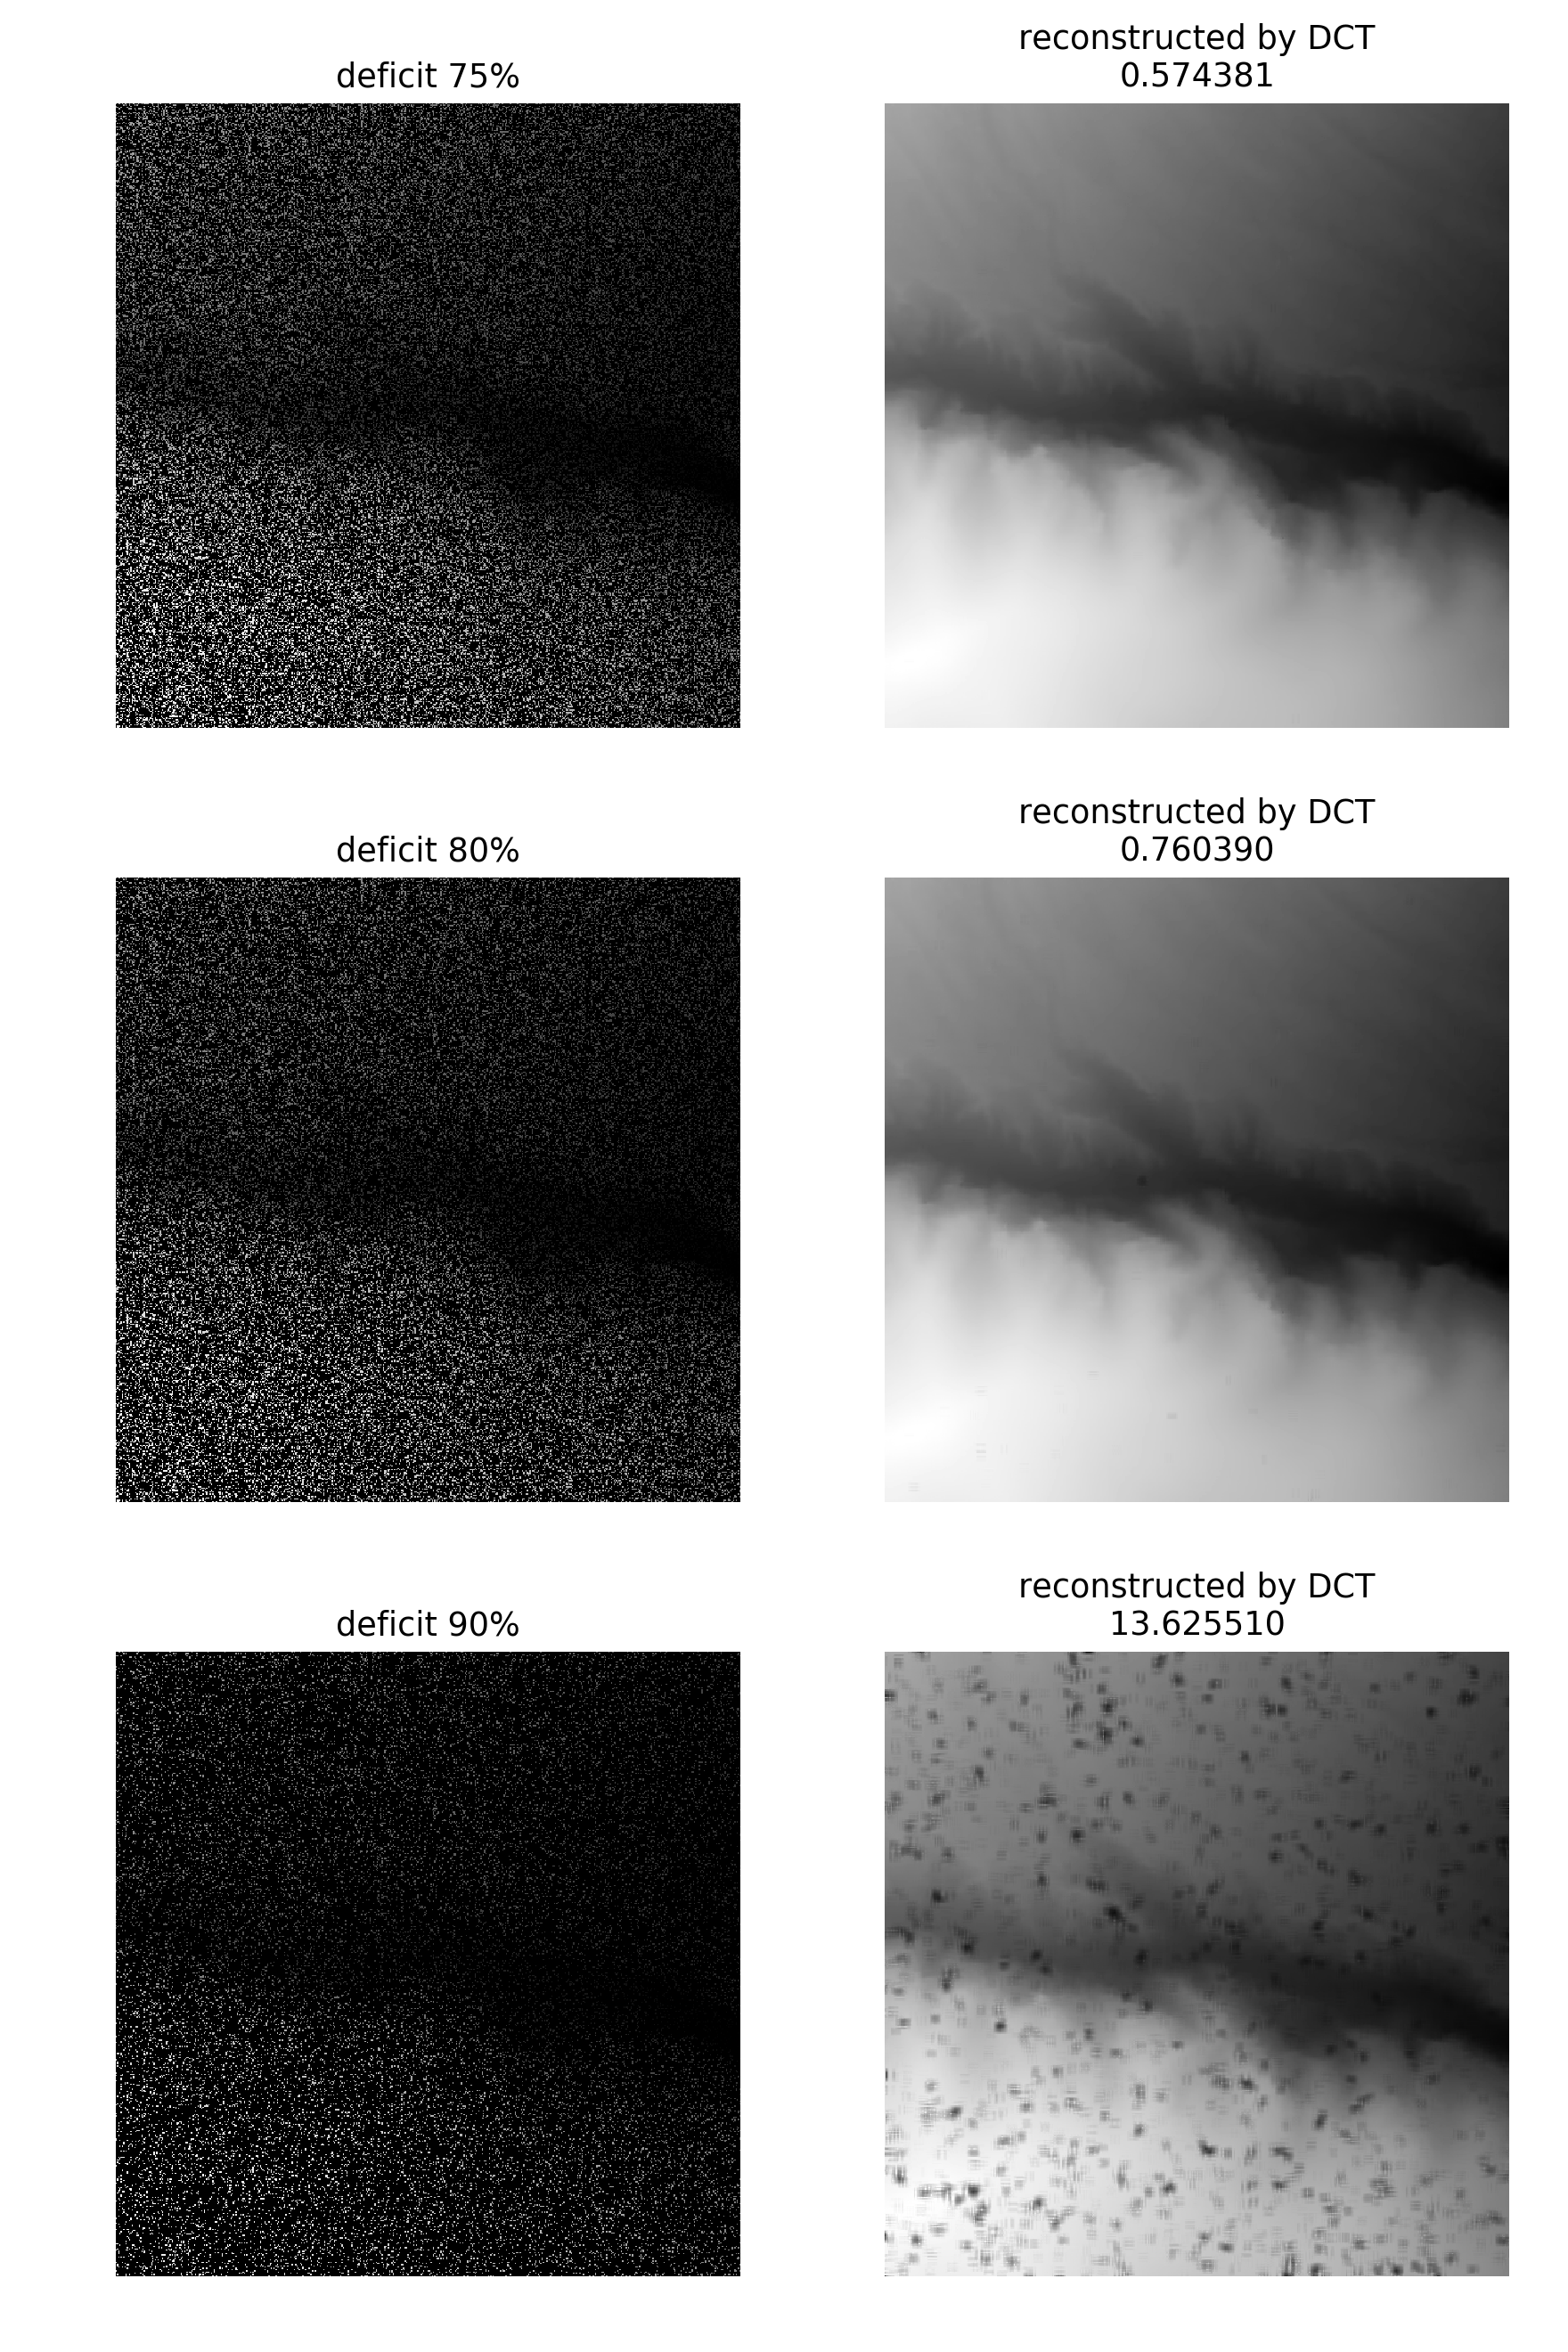 deficit 75%
reconstructed by DCT
0.574381
deficit 80%
reconstructed by DCT
0.760390
deficit 90%
reconstructed by DCT
13.625510